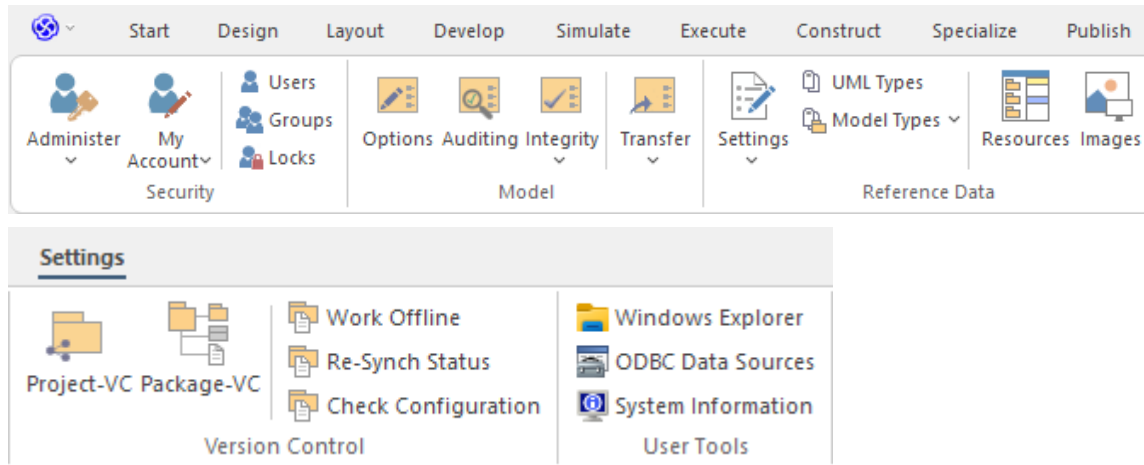 Start Design Layout Develop Simulate Execute Construct Specialize Publish
Users UML Types
Groups Model Types
Administer My Account Locks Options Auditing Integrity Transfer Settings Resources Images
Security Model Reference Data
Settings
Work Offline Windows Explorer
Re-Synch Status ODBC Data Sources
Project-VC Package-VC Check Configuration System Information
Version Control User Tools